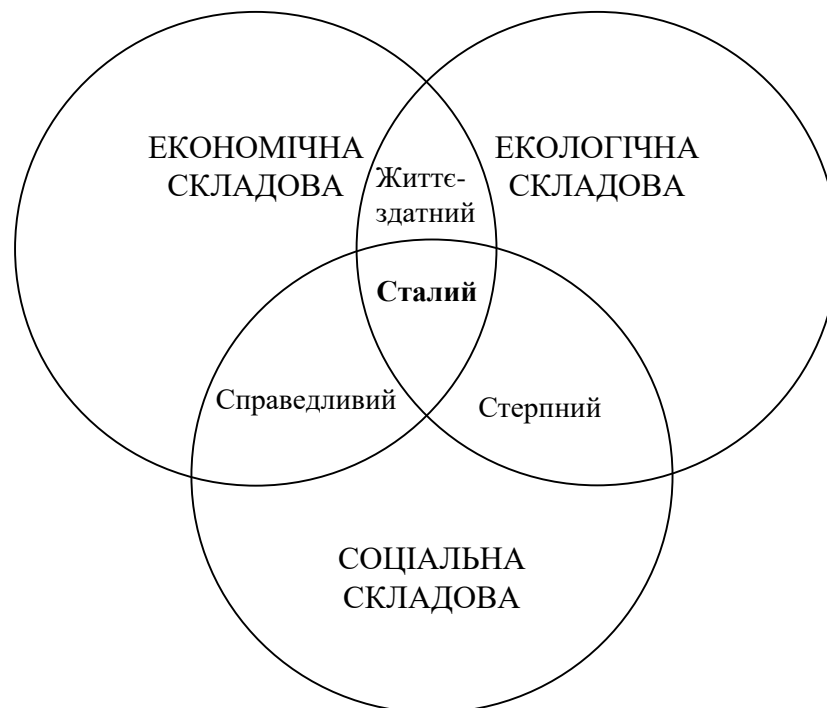 ЕКОНОМІЧНА
СКЛАДОВА
ЕКОЛОГІЧНА
СКЛАДОВА
Життє-
здатний
Сталий
Справедливий
Стерпний
СОЦІАЛЬНА
СКЛАДОВА